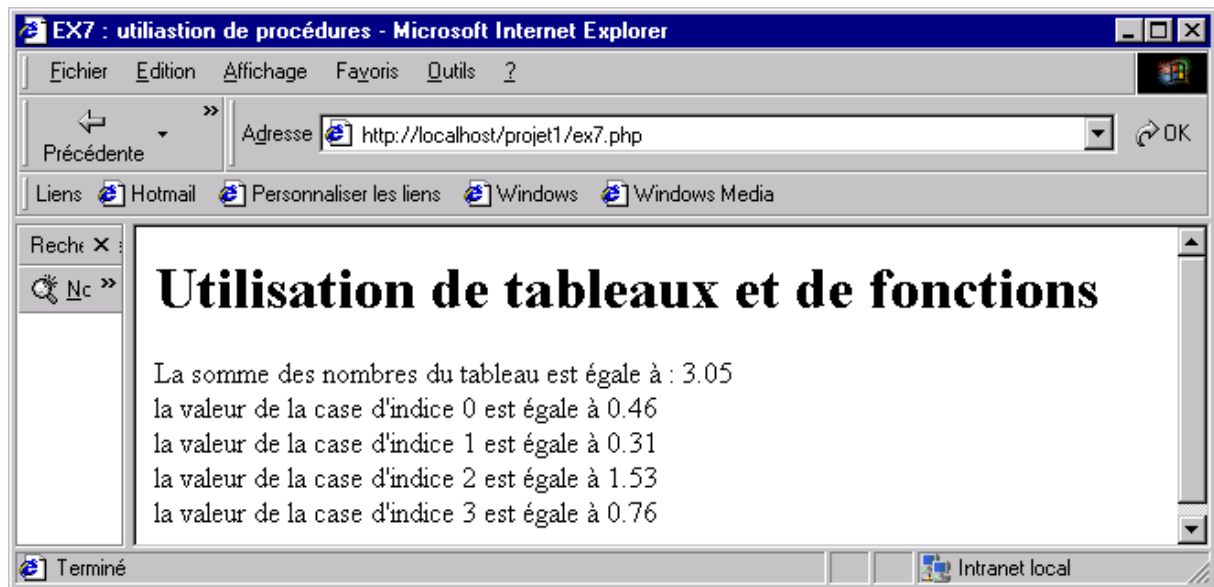 EX7 : utiliastion de procédures - Microsoft Internet Explorer
Fichier Edition Affichage Favoris Outils ?
Précédente » Adresse http://localhost/projet1/ex7.php OK
Liens Hotmail Personnaliser les liens Windows Windows Media
No »
Utilisation de tableaux et de fonctions
La somme des nombres du tableau est égale à : 3.05
la valeur de la case d'indice 0 est égale à 0.46
la valeur de la case d'indice 1 est égale à 0.31
la valeur de la case d'indice 2 est égale à 1.53
la valeur de la case d'indice 3 est égale à 0.76
Terminé Intranet local